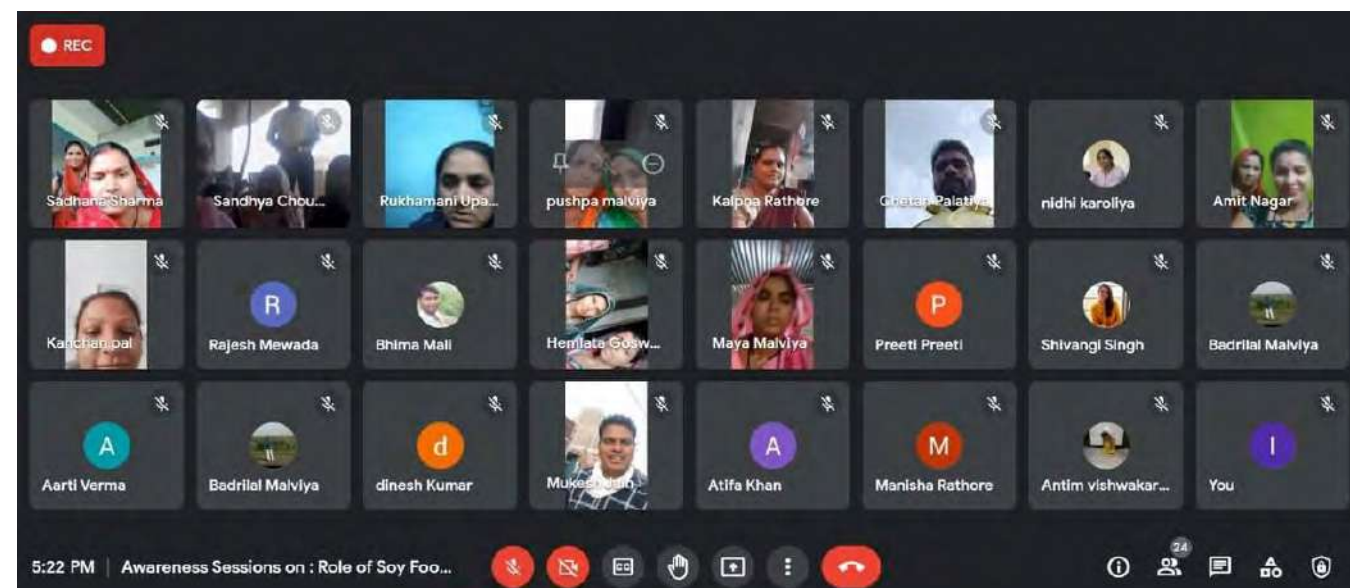 REC
Sadhana Sharma
Sandhya Chou...
Rukhamani Upa...
pushpa malviya
Kalpna Rathore
Chetan Palatiya
nidhi karoliya
Amit Nagar
Kanchan pal
R
Rajesh Mewada
Bhima Mali
Hemlata Gosw...
Maya Malviya
P
Preeti Preeti
Shivangi Singh
Badrilal Malviya
A
Aarti Verma
Badrilal Malviya
d
dinesh Kumar
Mukesh
A
Atifa Khan
M
Manisha Rathore
Antim vishwakar...
I
You
5:22 PM | Awareness Sessions on : Role of Soy Foo...
24